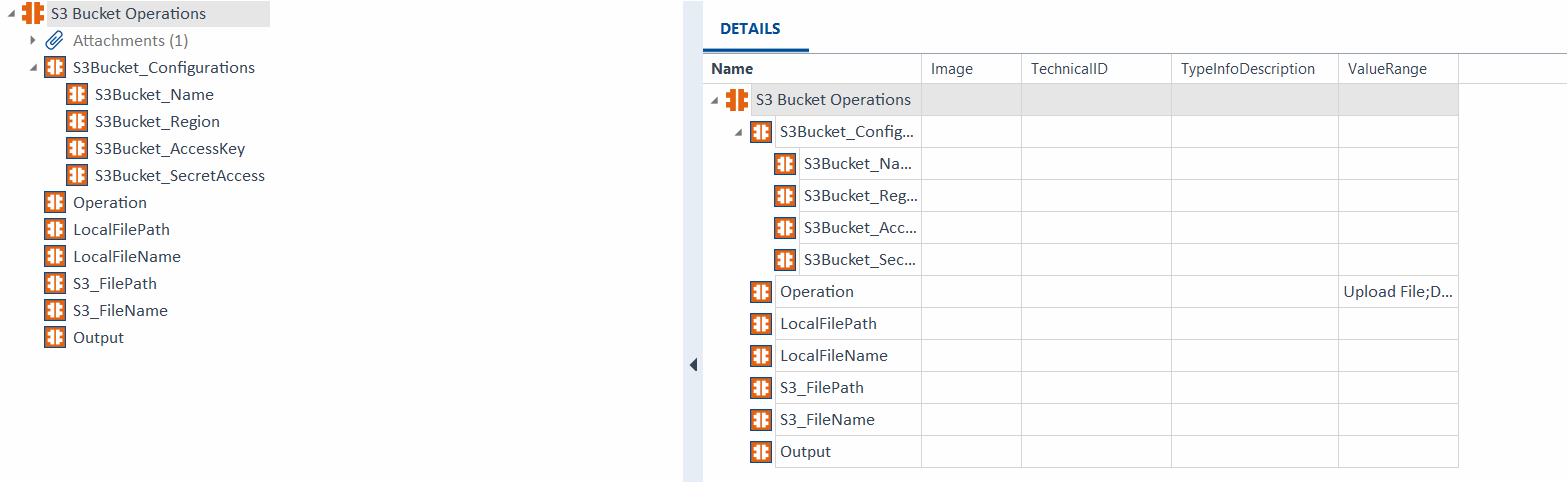 S3 Bucket Operations
Attachments (1)
S3Bucket_Configurations
S3Bucket_Name
S3Bucket_Region
S3Bucket_AccessKey
S3Bucket_SecretAccess
Operation
LocalFilePath
LocalFileName
S3_FilePath
S3_FileName
Output
DETAILS
Name Image TechnicalID TypeInfoDescription ValueRange
S3 Bucket Operations
S3Bucket_Config...
S3Bucket_Na...
S3Bucket_Reg...
S3Bucket_Acc...
S3Bucket_Sec...
Operation Upload File;D...
LocalFilePath
LocalFileName
S3_FilePath
S3_FileName
Output